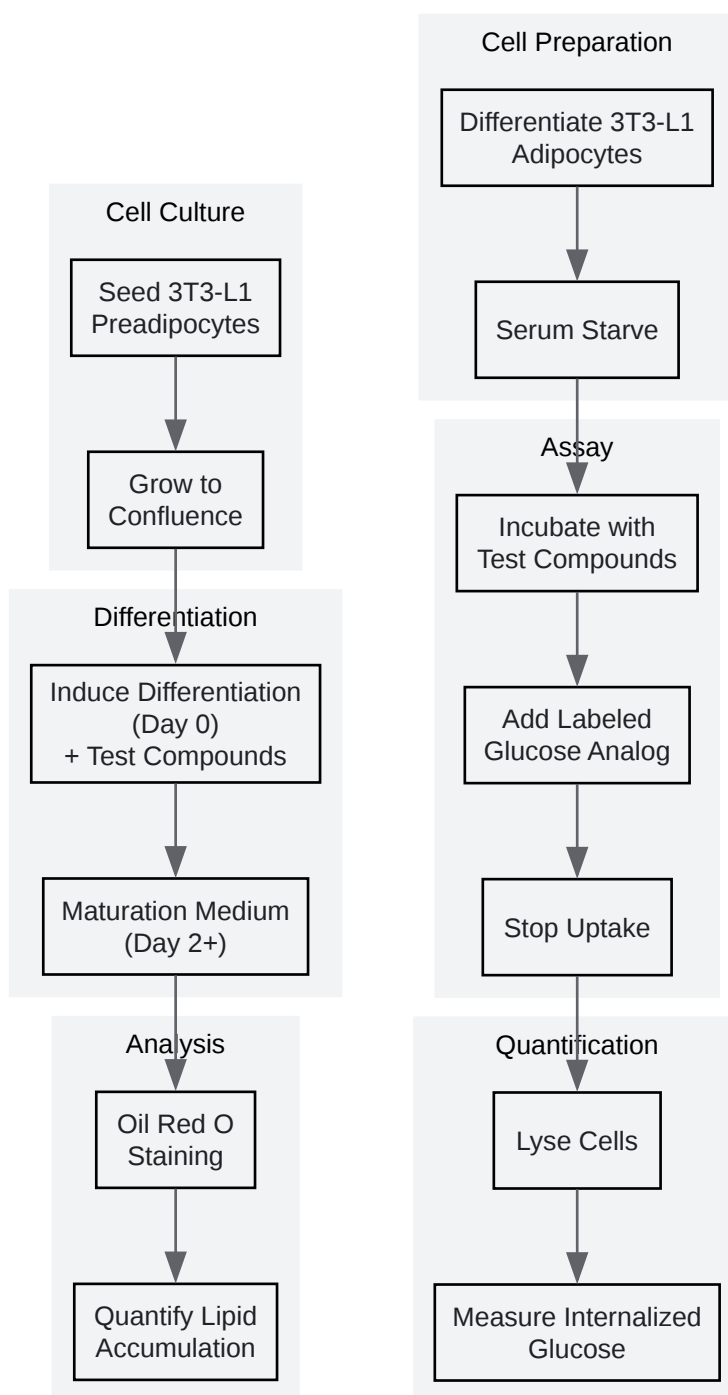 Cell Culture
Seed 3T3-L1
Preadipocytes
Grow to
Confluence
Differentiation
Induce Differentiation
(Day 0)
+ Test Compounds
Maturation Medium
(Day 2+)
Analysis
Oil Red O
Staining
Quantify Lipid
Accumulation
Cell Preparation
Differentiate 3T3-L1
Adipocytes
Serum Starve
Assay
Incubate with
Test Compounds
Add Labeled
Glucose Analog
Stop Uptake
Quantification
Lyse Cells
Measure Internalized
Glucose